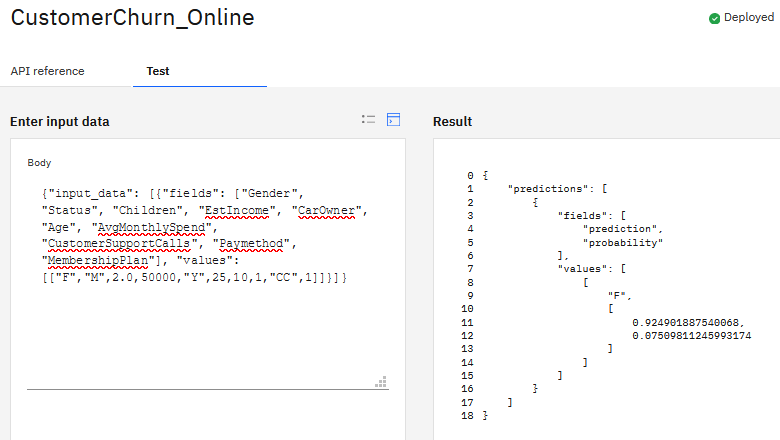 CustomerChurn_Online
Deployed
API reference
Test
Enter input data
Body
{"input_data": [{"fields": ["Gender",
"Status", "Children", "EstIncome", "CarOwner",
"Age", "AvgMonthlySpend",
"CustomerSupportCalls", "Paymethod",
"MembershipPlan"], "values":
[["F","M",2.0,50000,"Y",25,10,1,"CC",1]]}]}
Result
0 {
1 "predictions": [
2 {
3 "fields": [
4 "prediction",
5 "probability"
6 ],
7 "values": [
8 [
9 "F",
10 [
11 0.924901887540068,
12 0.07509811245993174
13 ]
14 ]
15 ]
16 }
17 ]
18 }